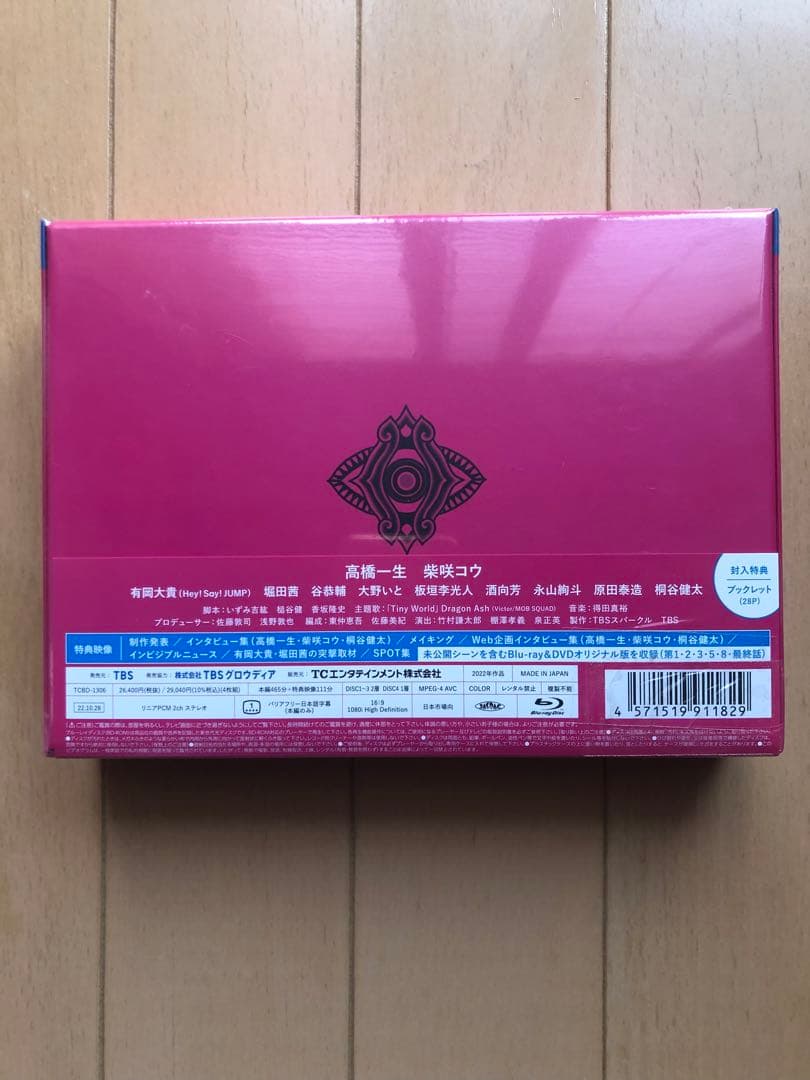 高橋一生 柴咲コウ
有岡大貴(Hey! Say! JUMP) 堀田茜 谷恭輔 大野いと 板垣李光人 酒向芳 永山絢斗 原田泰造 桐谷健太
脚本:いずみ吉紘 槌谷健 香坂隆史 主題歌:「Tiny World」Dragon Ash (Victor/MOB SQUAD) 音楽:得田真裕
プロデューサー:佐藤敦司 浅野敦也 編成:東仲恵吾 佐藤美紀 演出:竹村謙太郎 棚澤孝義 泉正英 製作:TBSスパークル TBS
封入特典
ブックレット
(28P)
特典映像
制作発表 / インタビュー集(高橋一生・柴咲コウ・桐谷健太) / メイキング / Web企画インタビュー集(高橋一生・柴咲コウ・桐谷健太) /
インビジブルニュース / 有岡大貴・堀田茜の突撃取材 / SPOT集
未公開シーンを含むBlu-ray&DVDオリジナル版を収録(第1・2・3・5・8・最終話)
発売元:TBS 発売協力:株式会社TBSグロウディア 販売元:TCエンタテインメント株式会社 2022年作品 MADE IN JAPAN
TCBD-1306 26,400円(税抜)/29,040円(10%税込)(4枚組) 本編465分+特典映像111分 DISC1-3 2層 DISC4 1層 MPEG-4 AVC COLOR レンタル禁止 複製不能
22.10.28 リニアPCM 2ch ステレオ 1 バリアフリー日本語字幕(本編のみ) 16:9 1080i High Definition 日本市場向 Blu-ray Disc
4 571519 911829